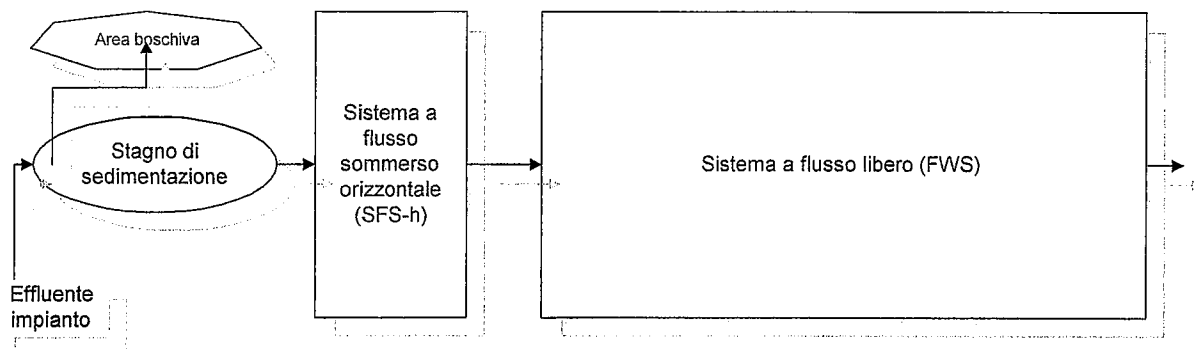 Area boschiva
Stagno di
sedimentazione
Effluente
impianto
Sistema a
flusso
sommerso
orizzontale
(SFS-h)
Sistema a flusso libero (FWS)